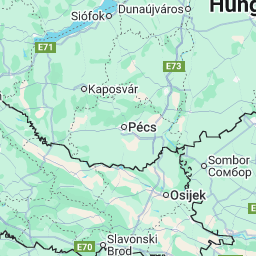 Hung
Dunaújváros
Siófok
E71
E73
Kaposvár
Pécs
Sombor
Сомбор
Osijek
E70
Slavonski
Brod